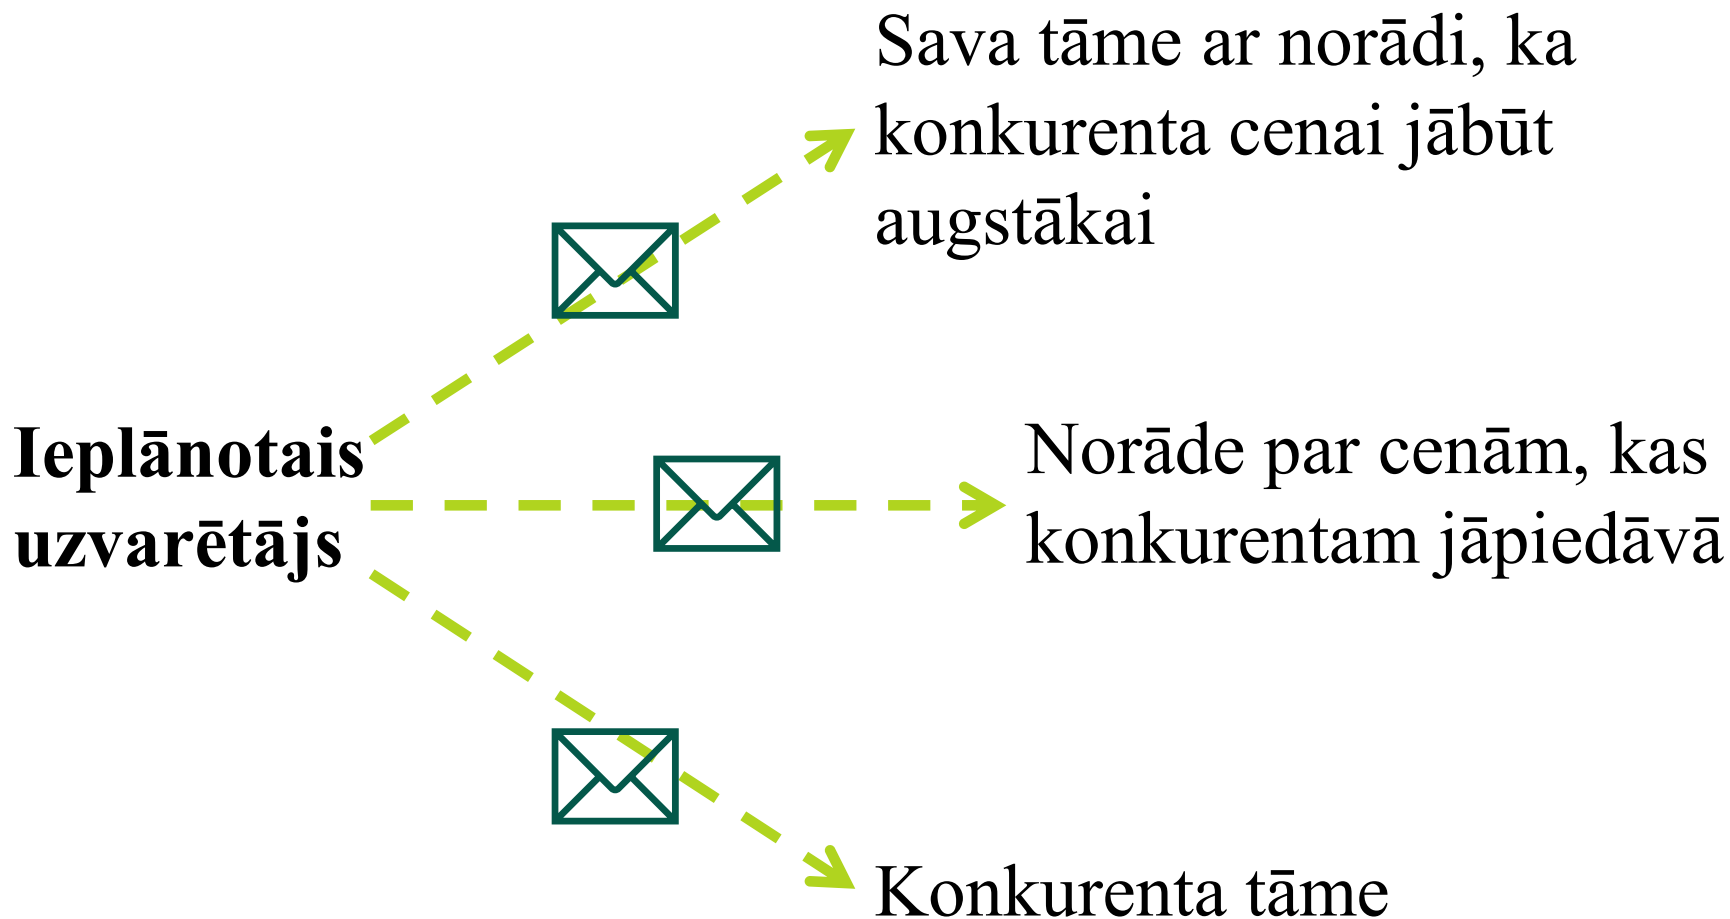 Sava tāme ar norādi, ka
konkurenta cenai jābūt
augstākai
Ieplānotais
uzvarētājs
Norāde par cenām, kas
konkurentam jāpiedāvā
Konkurenta tāme